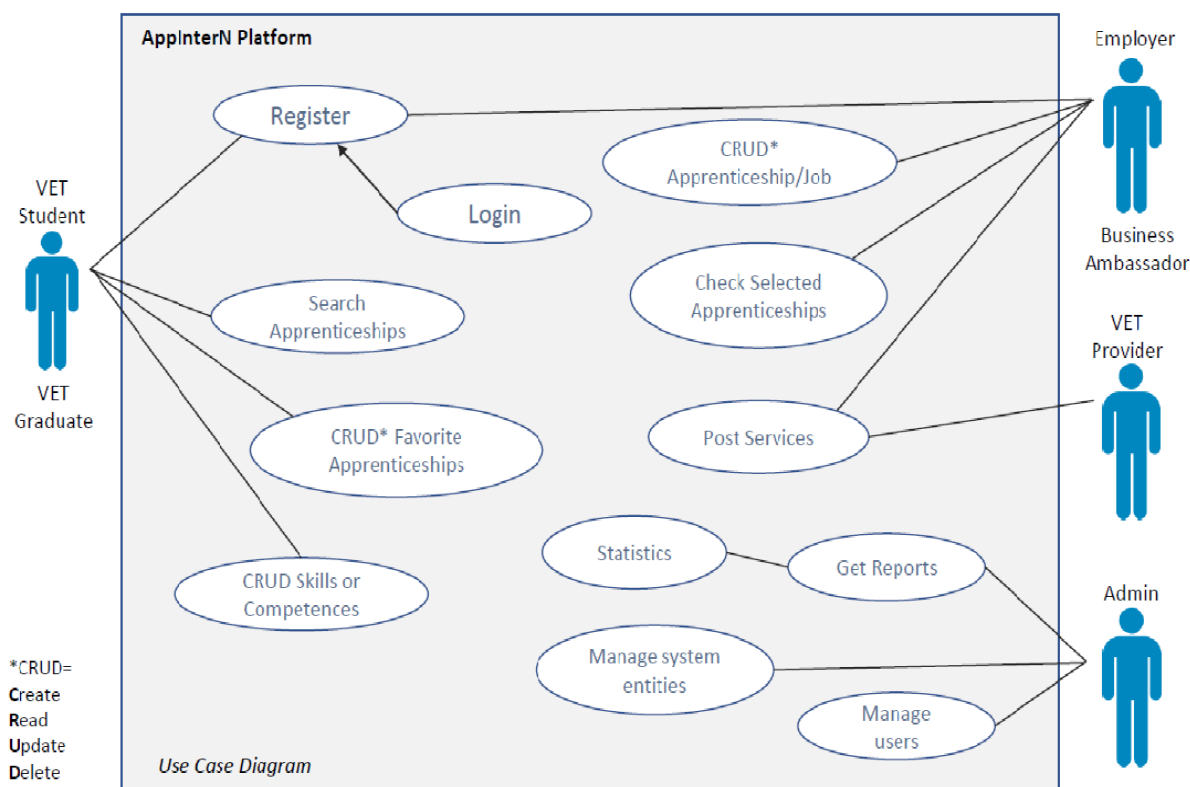 AppInterN Platform
Employer
Register
CRUD*
Apprenticeship/Job
VET
Student
Login
Business
Ambassador
Check Selected
Apprenticeships
Search
Apprenticeships
VET
Provider
VET
Graduate
CRUD* Favorite
Apprenticeships
Post Services
Statistics
Get Reports
CRUD Skills or
Competences
Admin
Manage system
entities
Manage
users
*CRUD=
Create
Read
Update
Delete
Use Case Diagram